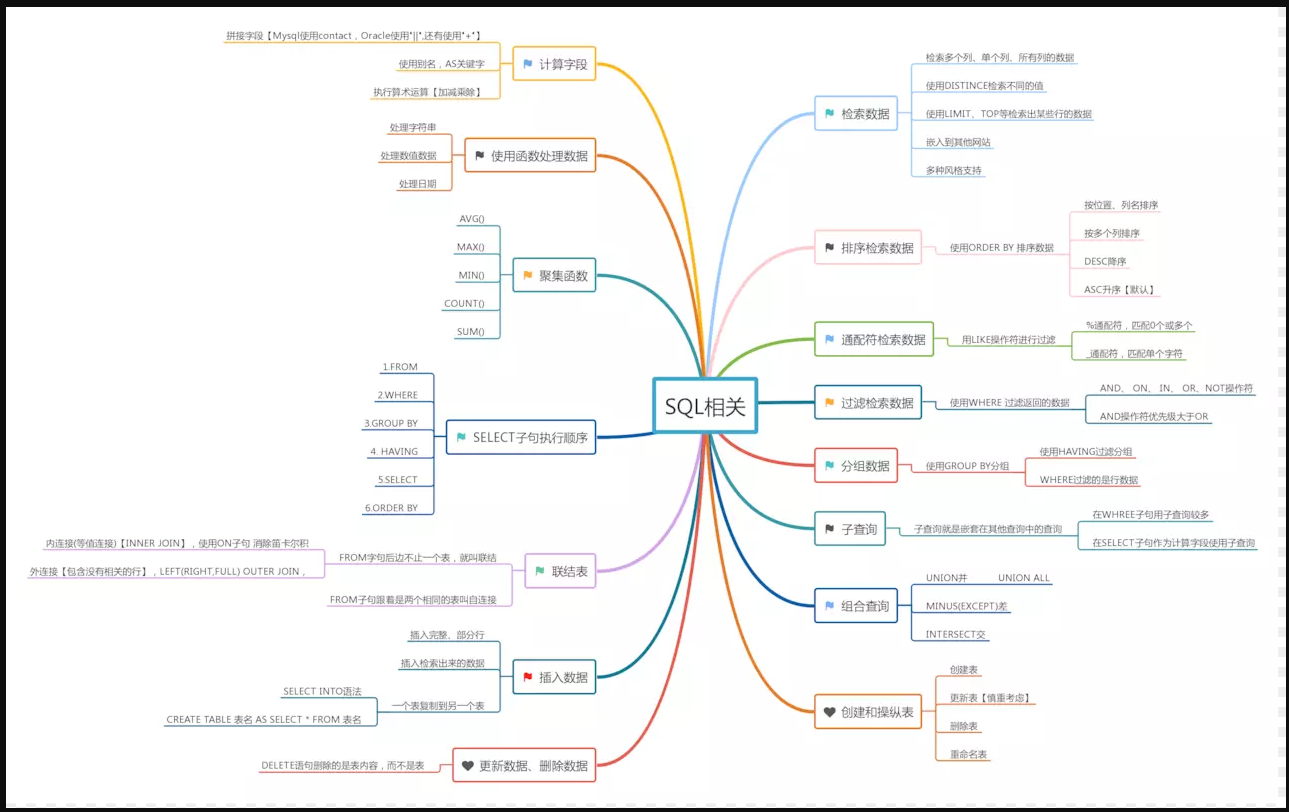 SQL相关
计算字段
拼接字段【Mysql使用contact，Oracle使用"||",还有使用"+"】
使用别名，AS关键字
执行算术运算【加减乘除】
使用函数处理数据
处理字符串
处理数值数据
处理日期
聚集函数
AVG()
MAX()
MIN()
COUNT()
SUM()
SELECT子句执行顺序
1.FROM
2.WHERE
3.GROUP BY
4. HAVING
5.SELECT
6.ORDER BY
联结表
FROM字句后边不止一个表，就叫联结
内连接(等值连接)【INNER JOIN】，使用ON子句 消除笛卡尔积
外连接【包含没有相关的行】，LEFT(RIGHT,FULL) OUTER JOIN，
FROM子句跟着是两个相同的表叫自连接
插入数据
插入完整、部分行
插入检索出来的数据
一个表复制到另一个表
SELECT INTO语法
CREATE TABLE 表名 AS SELECT * FROM 表名
更新数据、删除数据
DELETE语句删除的是表内容，而不是表
检索数据
检索多个列、单个列、所有列的数据
使用DISTINCE检索不同的值
使用LIMIT、TOP等检索出某些行的数据
嵌入到其他网站
多种风格支持
排序检索数据
使用ORDER BY 排序数据
按位置、列名排序
按多个列排序
DESC降序
ASC升序【默认】
通配符检索数据
用LIKE操作符进行过滤
%通配符，匹配0个或多个
_通配符，匹配单个字符
过滤检索数据
使用WHERE 过滤返回的数据
AND、 ON、 IN、 OR、NOT操作符
AND操作符优先级大于OR
分组数据
使用GROUP BY分组
使用HAVING过滤分组
WHERE过滤的是行数据
子查询
子查询就是嵌套在其他查询中的查询
在WHREE子句用子查询较多
在SELECT子句作为计算字段使用子查询
组合查询
UNION并 UNION ALL
MINUS(EXCEPT)差
INTERSECT交
创建和操纵表
创建表
更新表【慎重考虑】
删除表
重命名表